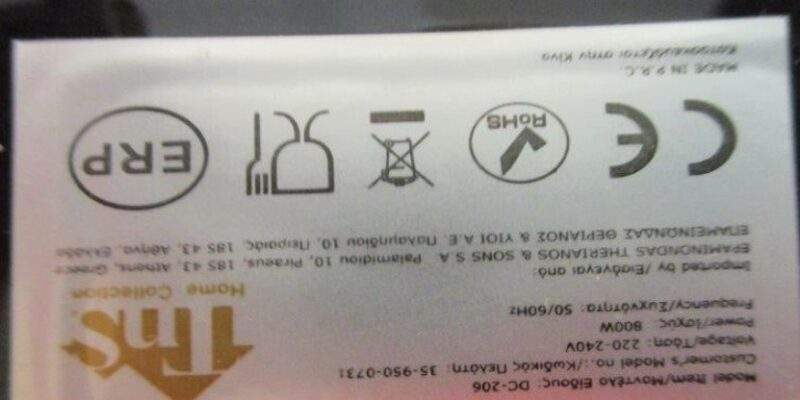 Model Item/Μοντέλο Είδους: DC-206
Customer's Model no.:/Κωδικός Πελάτη: 35-950-0731
Voltage/Τάση: 220-240V
Power/Ισχύς: 800W
Frequency/Συχνότητα: 50/60Hz
ThS.
Home Collection
Imported by /Εισάγεται από:
EPAMINONDAS THERIANOS & SONS S.A. Palamidiou 10, Piraeus, 185 43, Athens, Greece
ΕΠΑΜΕΙΝΩΝΔΑΣ ΘΕΡΙΑΝΟΣ & ΥΙΟΙ Α.Ε. Παλαμηδίου 10, Πειραιάς, 185 43, Αθήνα, Ελλάδα
CE
RoHS
ERP
MADE IN P.R.C.
Κατασκευάζεται στην Κίνα